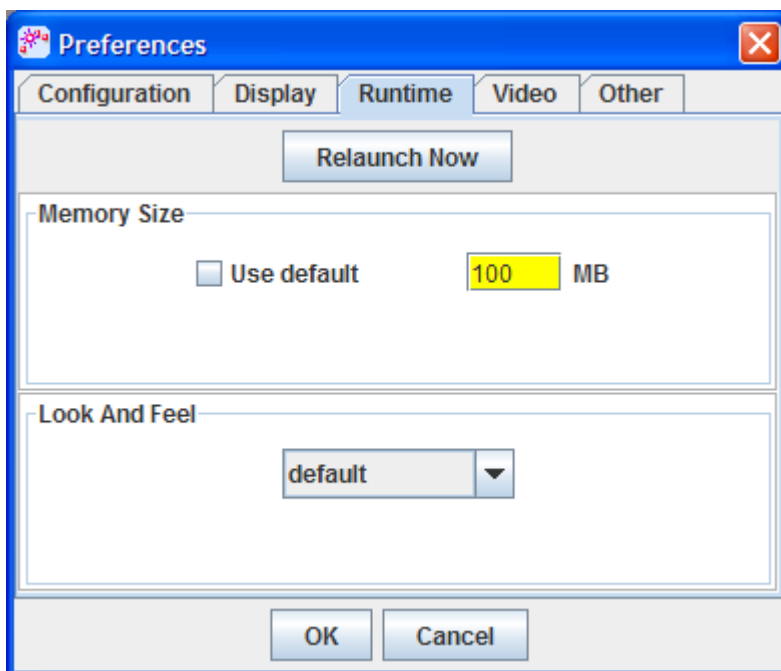 Preferences
Configuration Display Runtime Video Other
Relaunch Now
Memory Size
Use default 100 MB
Look And Feel
default
OK Cancel